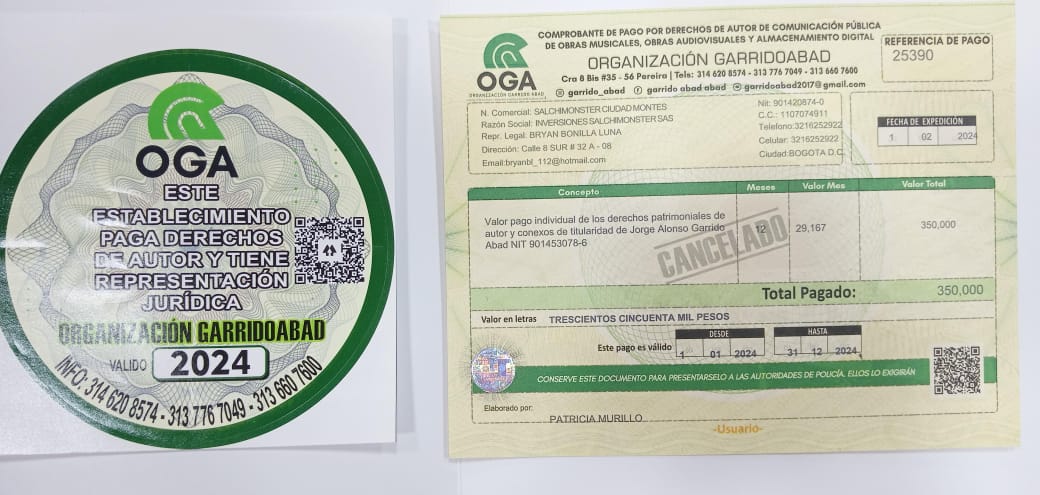 OGA
ESTE
ESTABLECIMIENTO
PAGA DERECHOS
DE AUTOR Y TIENE
REPRESENTACIÓN
JURÍDICA
ORGANIZACIÓN GARRIDOABAD
VALIDO 2024
INFO: 314 620 8574 - 313 776 7049 - 313 660 7600
OGA
ORGANIZACIÓN GARRIDO ABAD
COMPROBANTE DE PAGO POR DERECHOS DE AUTOR DE COMUNICACIÓN PÚBLICA
DE OBRAS MUSICALES, OBRAS AUDIOVISUALES Y ALMACENAMIENTO DIGITAL
ORGANIZACIÓN GARRIDOABAD
Cra 8 Bis #35 - 56 Pereira | Tels: 314 620 8574 - 313 776 7049 - 313 660 7600
garrido_abad garrido abad abad garridoabad2017@gmail.com
REFERENCIA DE PAGO
25390
N. Comercial: SALCHIMONSTER CIUDAD MONTES
Nit: 901420874-0
Razón Social: INVERSIONES SALCHIMONSTER SAS
C.C.: 1107074911
Repr. Legal: BRYAN BONILLA LUNA
Telefono:3216252922
Dirección: Calle 8 SUR # 32 A - 08
Celular: 3216252922
Email:bryanbl_112@hotmail.com
Ciudad:BOGOTA D.C.
FECHA DE EXPEDICIÓN
1 02 2024
Concepto Meses Valor Mes Valor Total
Valor pago individual de los derechos patrimoniales de
autor y conexos de titularidad de Jorge Alonso Garrido 12 29,167 350,000
Abad NIT 901453078-6
CANCELADO
Total Pagado: 350,000
Valor en letras TRESCIENTOS CINCUENTA MIL PESOS
DESDE HASTA
Este pago es válido 1 01 2024 31 12 2024
CONSERVE ESTE DOCUMENTO PARA PRESENTARSELO A LAS AUTORIDADES DE POLICÍA, ELLOS LO EXIGIRÁN
Elaborado por:
PATRICIA MURILLO
-Usuario-